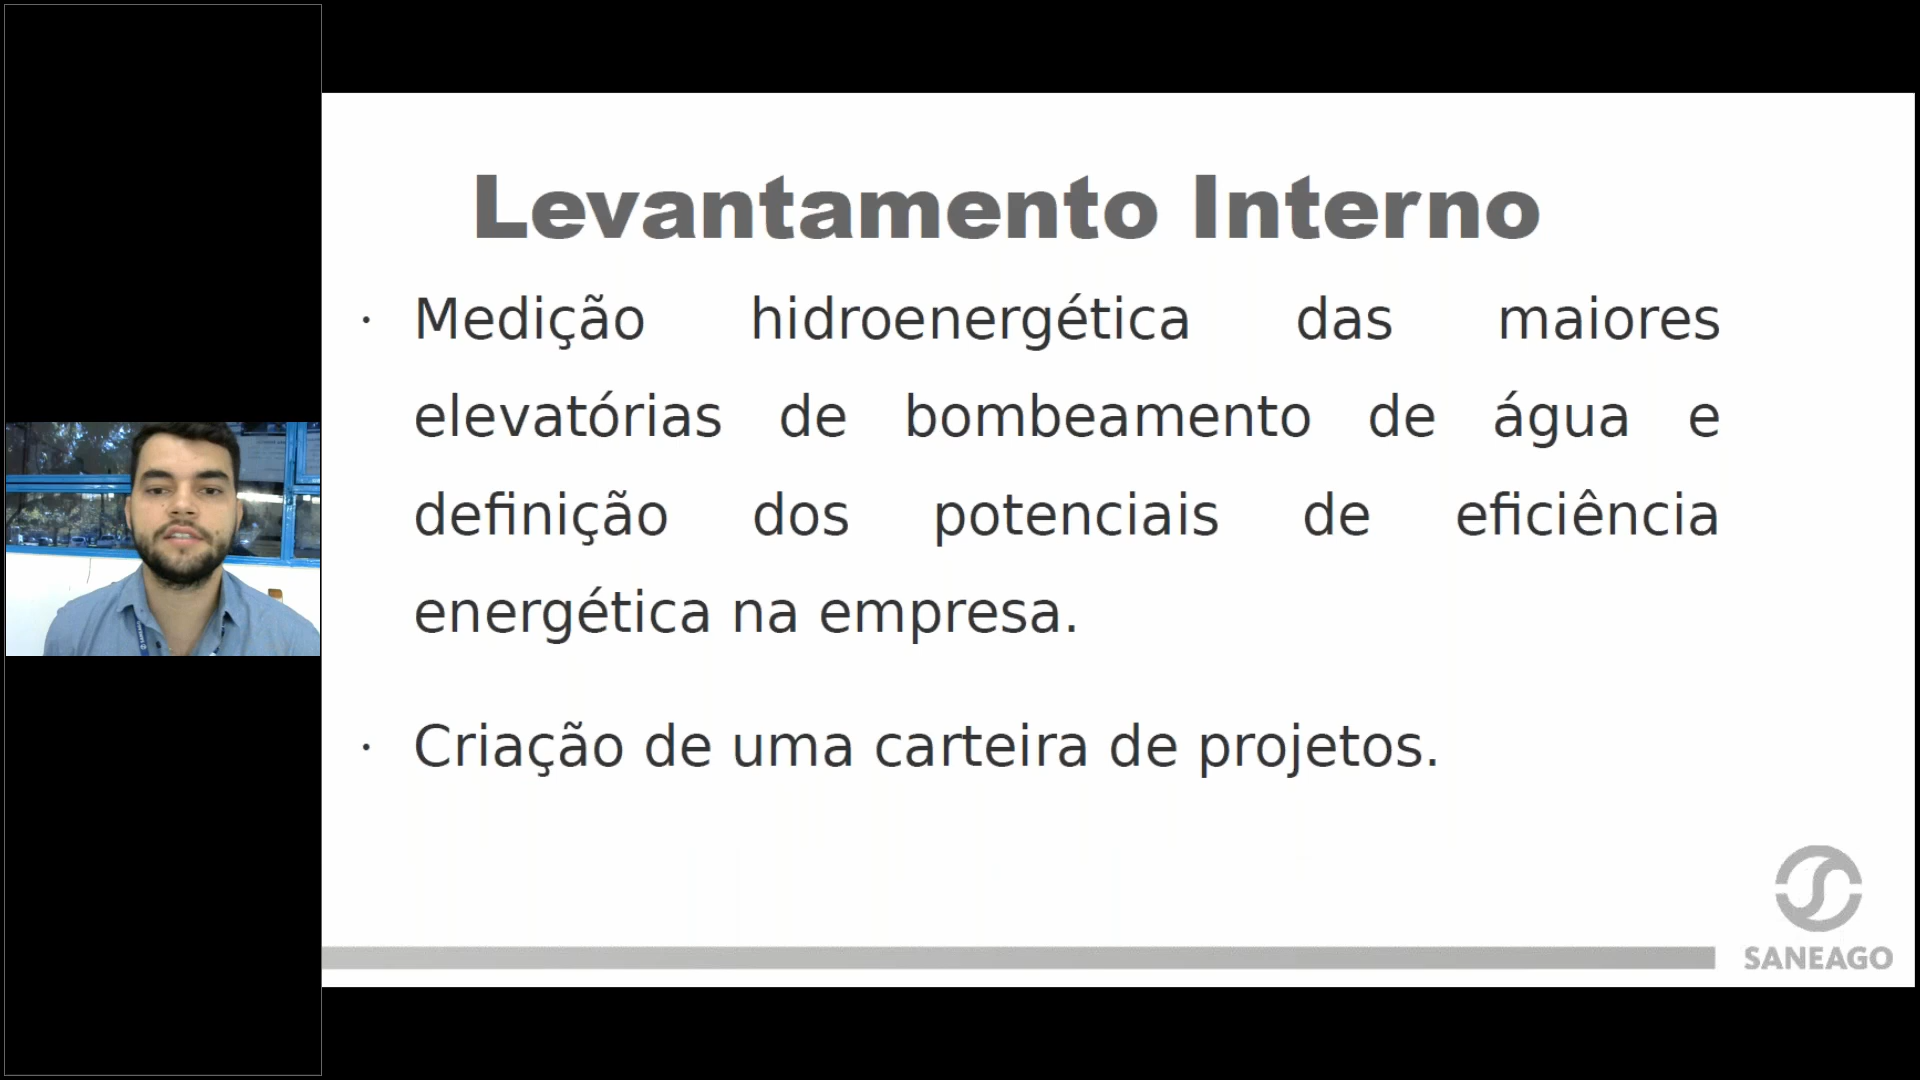 Levantamento Interno
· Medição hidroenergética das maiores
elevatórias de bombeamento de água e
definição dos potenciais de eficiência
energética na empresa.
· Criação de uma carteira de projetos.
SANEAGO